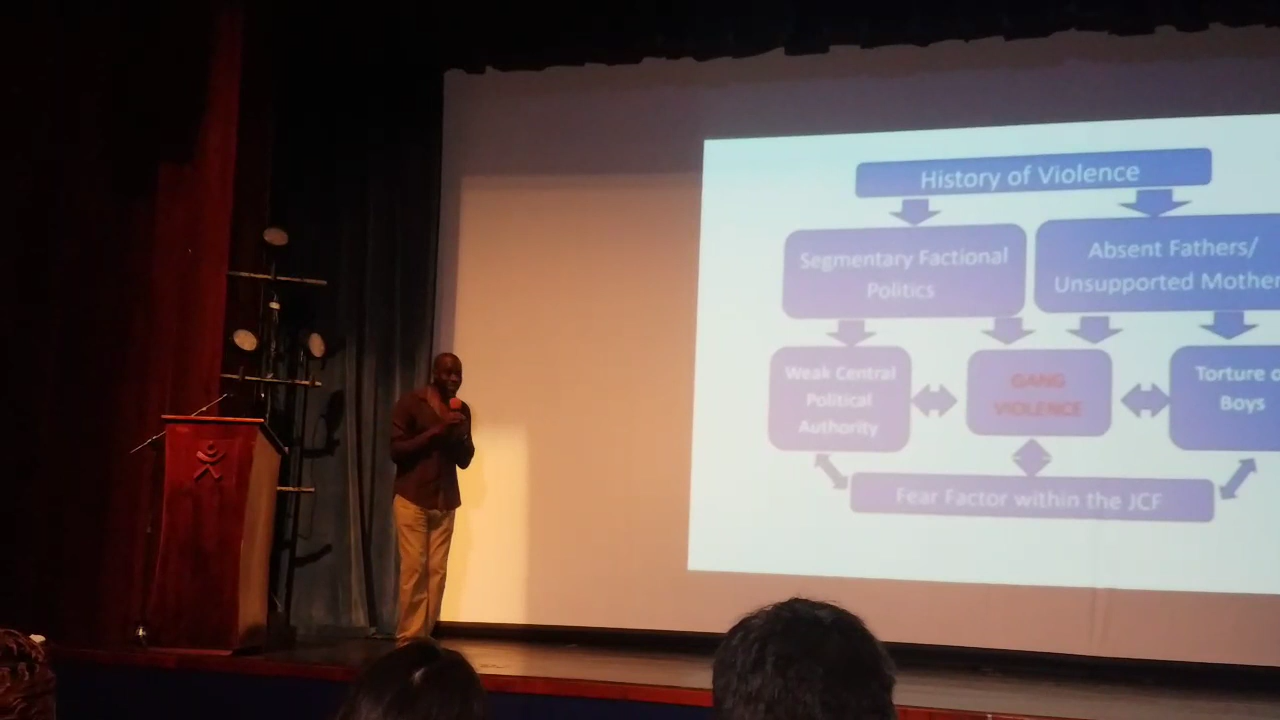 History of Violence
Segmentary Factional
Politics
Absent Fathers/
Unsupported Mother
Weak Central
Political
Authority
GANG
VIOLENCE
Torture o
Boys
Fear Factor within the JCF